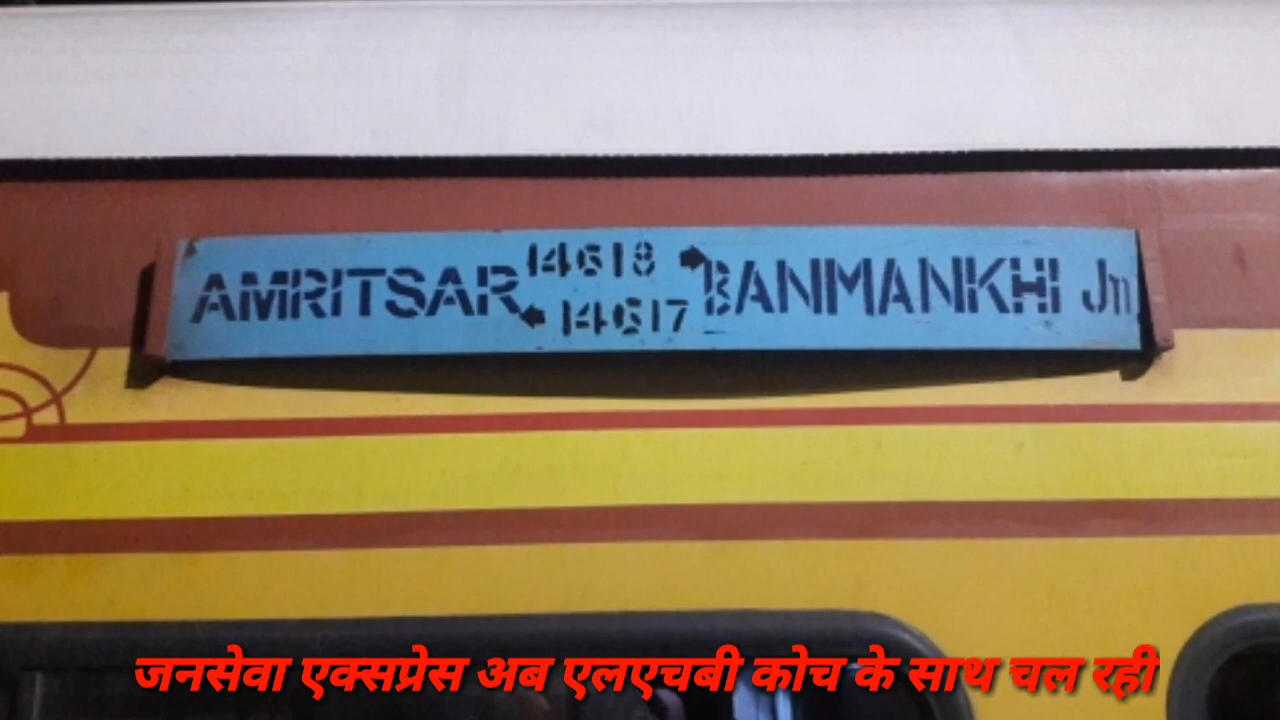 AMRITSAR 14618 → BANMANKHI Jn
← 14617
जनसेवा एक्सप्रेस अब एलएचबी कोच के साथ चल रही